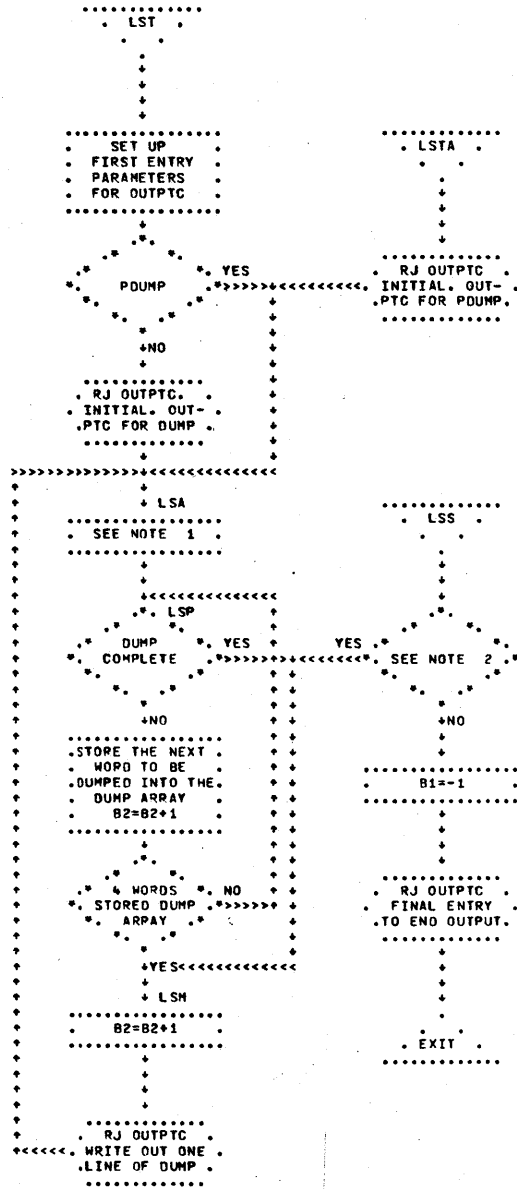 LST
SET UP
FIRST ENTRY
PARAMETERS
FOR OUTPTC
PDUMP
YES
NO
RJ OUTPTC.
INITIAL. OUT-
PTC FOR DUMP
LSTA
RJ OUTPTC
INITIAL. OUT-
PTC FOR PDUMP.
LSA
SEE NOTE 1
LSP
DUMP
COMPLETE
YES
NO
STORE THE NEXT
WORD TO BE
DUMPED INTO THE
DUMP ARRAY
B2=B2+1
4 WORDS
STORED DUMP
ARPAY
NO
YES
LSM
B2=B2+1
RJ OUTPTC
WRITE OUT ONE
LINE OF DUMP
LSS
YES
SEE NOTE 2
NO
B1=-1
RJ OUTPTC
FINAL ENTRY
TO END OUTPUT.
EXIT